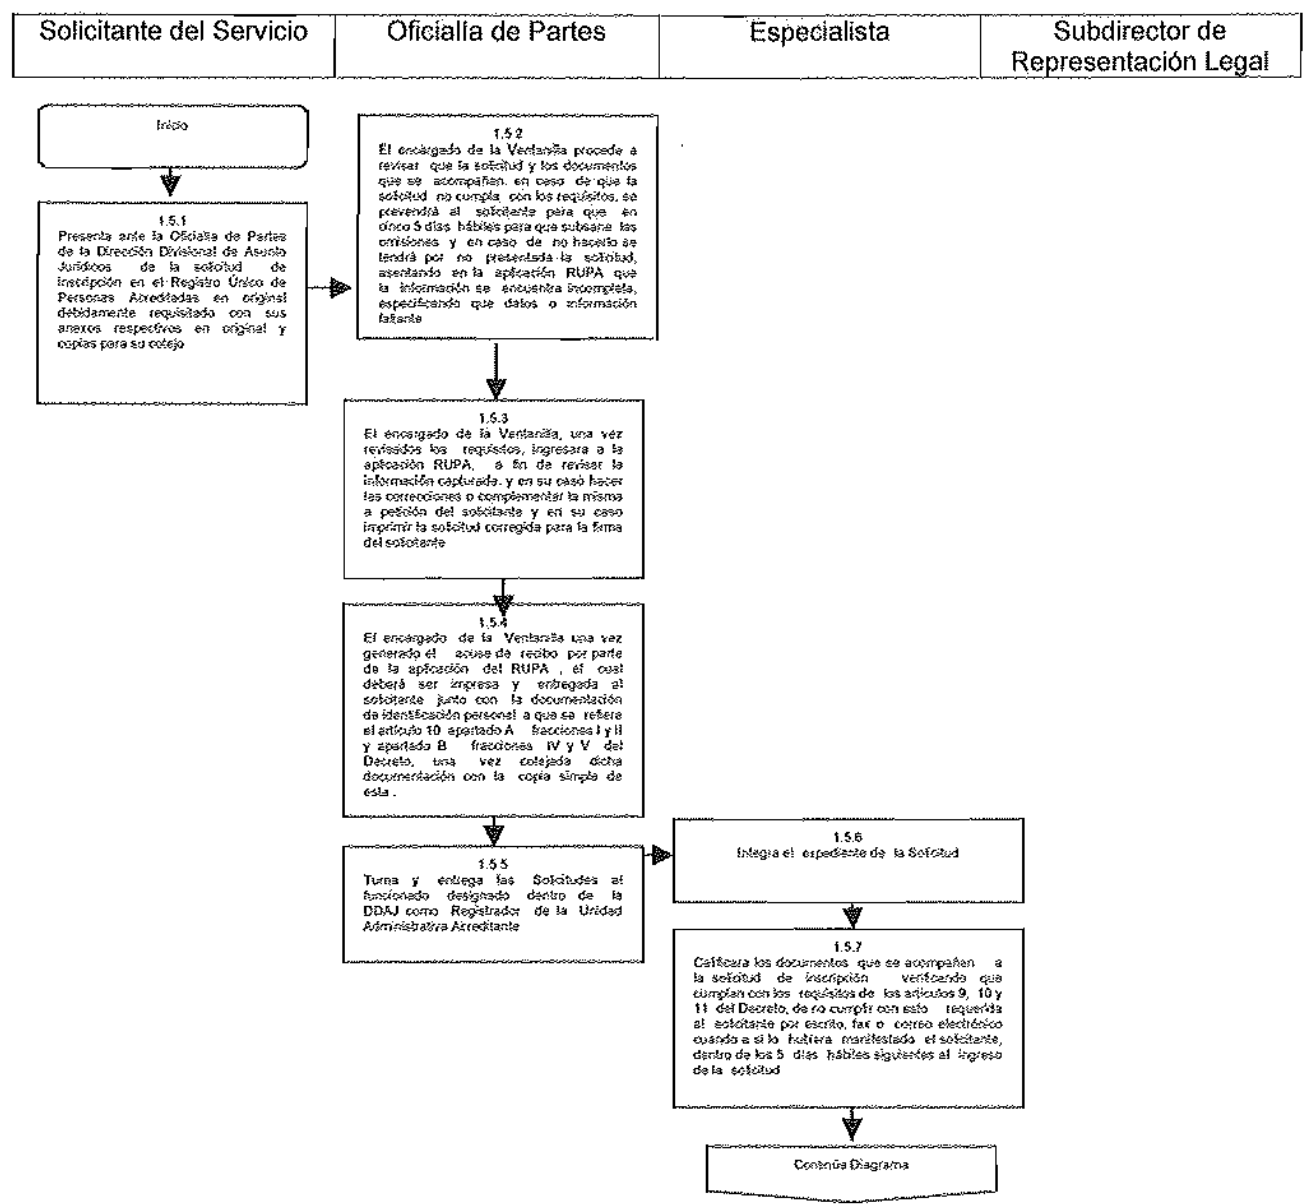 Solicitante del Servicio
Oficialía de Partes
Especialista
Subdirector de
Representación Legal
Inicio
1.5.1
Presenta ante la Oficialía de Partes
de la Dirección Divisional de Asunto
Jurídicos de la solicitud de
inscripción en el Registro Único de
Personas Acreditadas en original
debidamente requisitado con sus
anexos respectivos en original y
copias para su cotejo
1.5.2
El encargado de la Ventanilla procede a
revisar que la solicitud y los documentos
que se acompañan, en caso de que la
solicitud no cumpla con los requisitos, se
prevendrá al solicitante para que en
cinco 5 días hábiles para que subsane las
omisiones y en caso de no hacerlo se
tendrá por no presentada la solicitud,
asentando en la aplicación RUPA que
la información se encuentra incompleta,
especificando que datos o información
faltante
1.5.3
El encargado de la Ventanilla, una vez
revisados los requisitos, ingresara a la
aplicación RUPA, a fin de revisar la
información capturada, y en su caso hacer
las correcciones o complementar la misma
a petición del solicitante y en su caso
imprimir la solicitud corregida para la firma
del solicitante
1.5.4
El encargado de la Ventanilla una vez
generado el acuse de recibo por parte
de la aplicación del RUPA , el cual
deberá ser impresa y entregada al
solicitante junto con la documentación
de identificación personal a que se refiere
el artículo 10 apartado A fracciones I y II
y apartado B fracciones IV y V del
Decreto, una vez cotejada dicha
documentación con la copia simple de
esta .
1.5.5
Turna y entrega las Solicitudes al
funcionado designado dentro de la
DDAJ como Registrador de la Unidad
Administrativa Acreditante
1.5.6
Integra el expediente de la Solicitud
1.5.7
Calificara los documentos que se acompañen a
la solicitud de inscripción verificando que
cumplan con los requisitos de los artículos 9, 10 y
11 del Decreto, de no cumplir con esto requerida
al solicitante por escrito, fax o correo electrónico
cuando a si lo hubiera manifestado el solicitante,
dentro de los 5 días hábiles siguientes al ingreso
de la solicitud
Continúa Diagrama